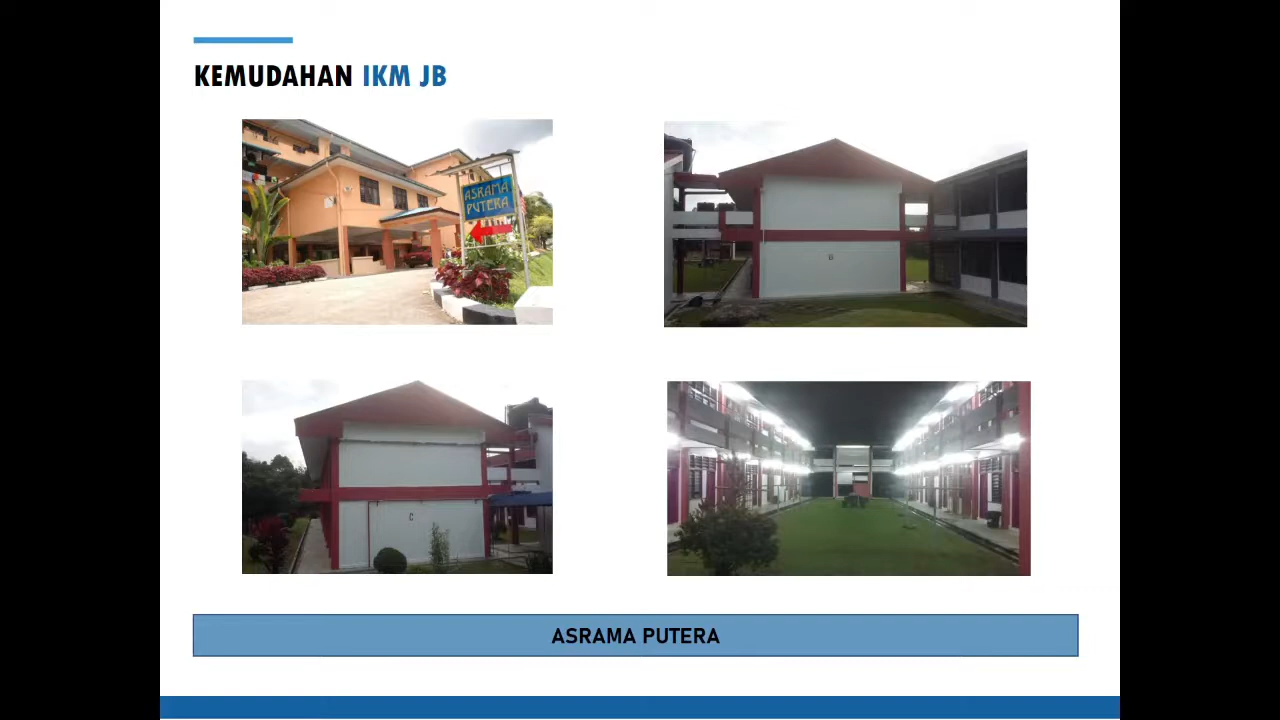 KEMUDAHAN IKM JB
ASRAMA
PUTERA
B
C
ASRAMA PUTERA